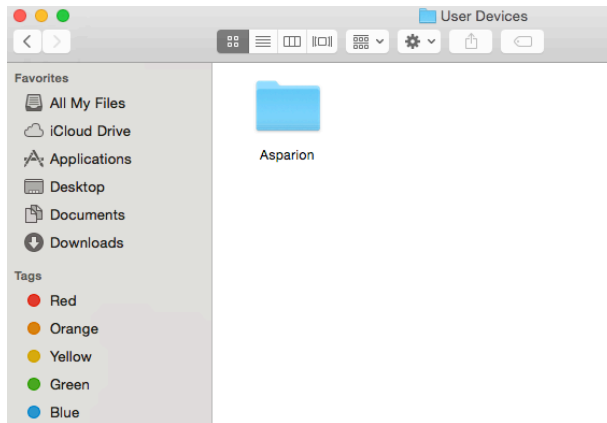 User Devices
Favorites
All My Files
iCloud Drive
Applications
Desktop
Documents
Downloads
Tags
Red
Orange
Yellow
Green
Blue
Asparion